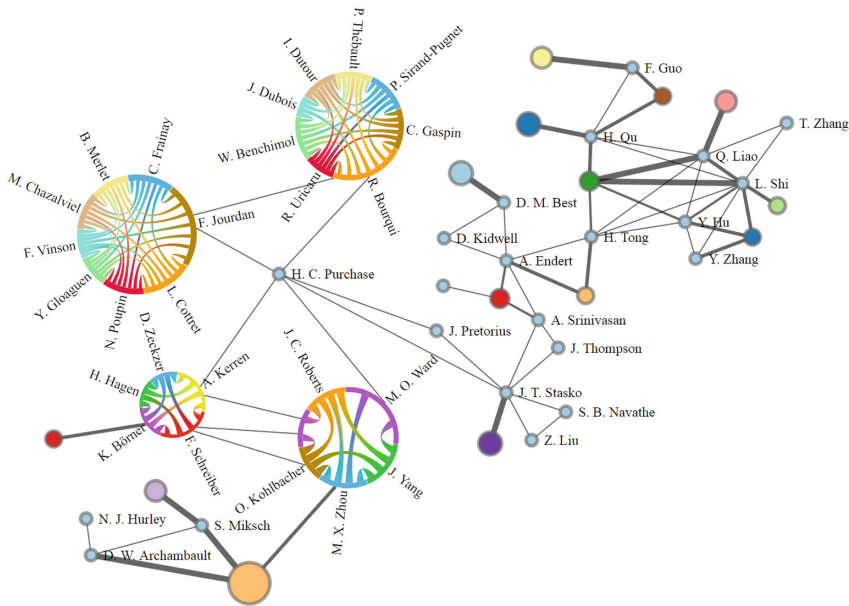 P. Thébault
I. Dutour
P. Sirand-Pugnet
J. Dubois
C. Gaspin
W. Benchimol
R. Uricaru
R. Bourqui
C. Frainay
B. Merlet
M. Chazalviel
F. Jourdan
F. Vinson
Y. Gloaguen
N. Poupin
L. Cottret
F. Guo
T. Zhang
H. Qu
Q. Liao
L. Shi
D. M. Best
Y. Hu
D. Kidwell
H. Tong
A. Endert
Y. Zhang
H. C. Purchase
A. Srinivasan
J. Pretorius
J. Thompson
D. Zeckzer
A. Kerren
H. Hagen
K. Börner
F. Schreiber
J. C. Roberts
M. O. Ward
J. T. Stasko
S. B. Navathe
Z. Liu
O. Kohlbacher
J. Yang
M. X. Zhou
N. J. Hurley
S. Miksch
D. W. Archambault